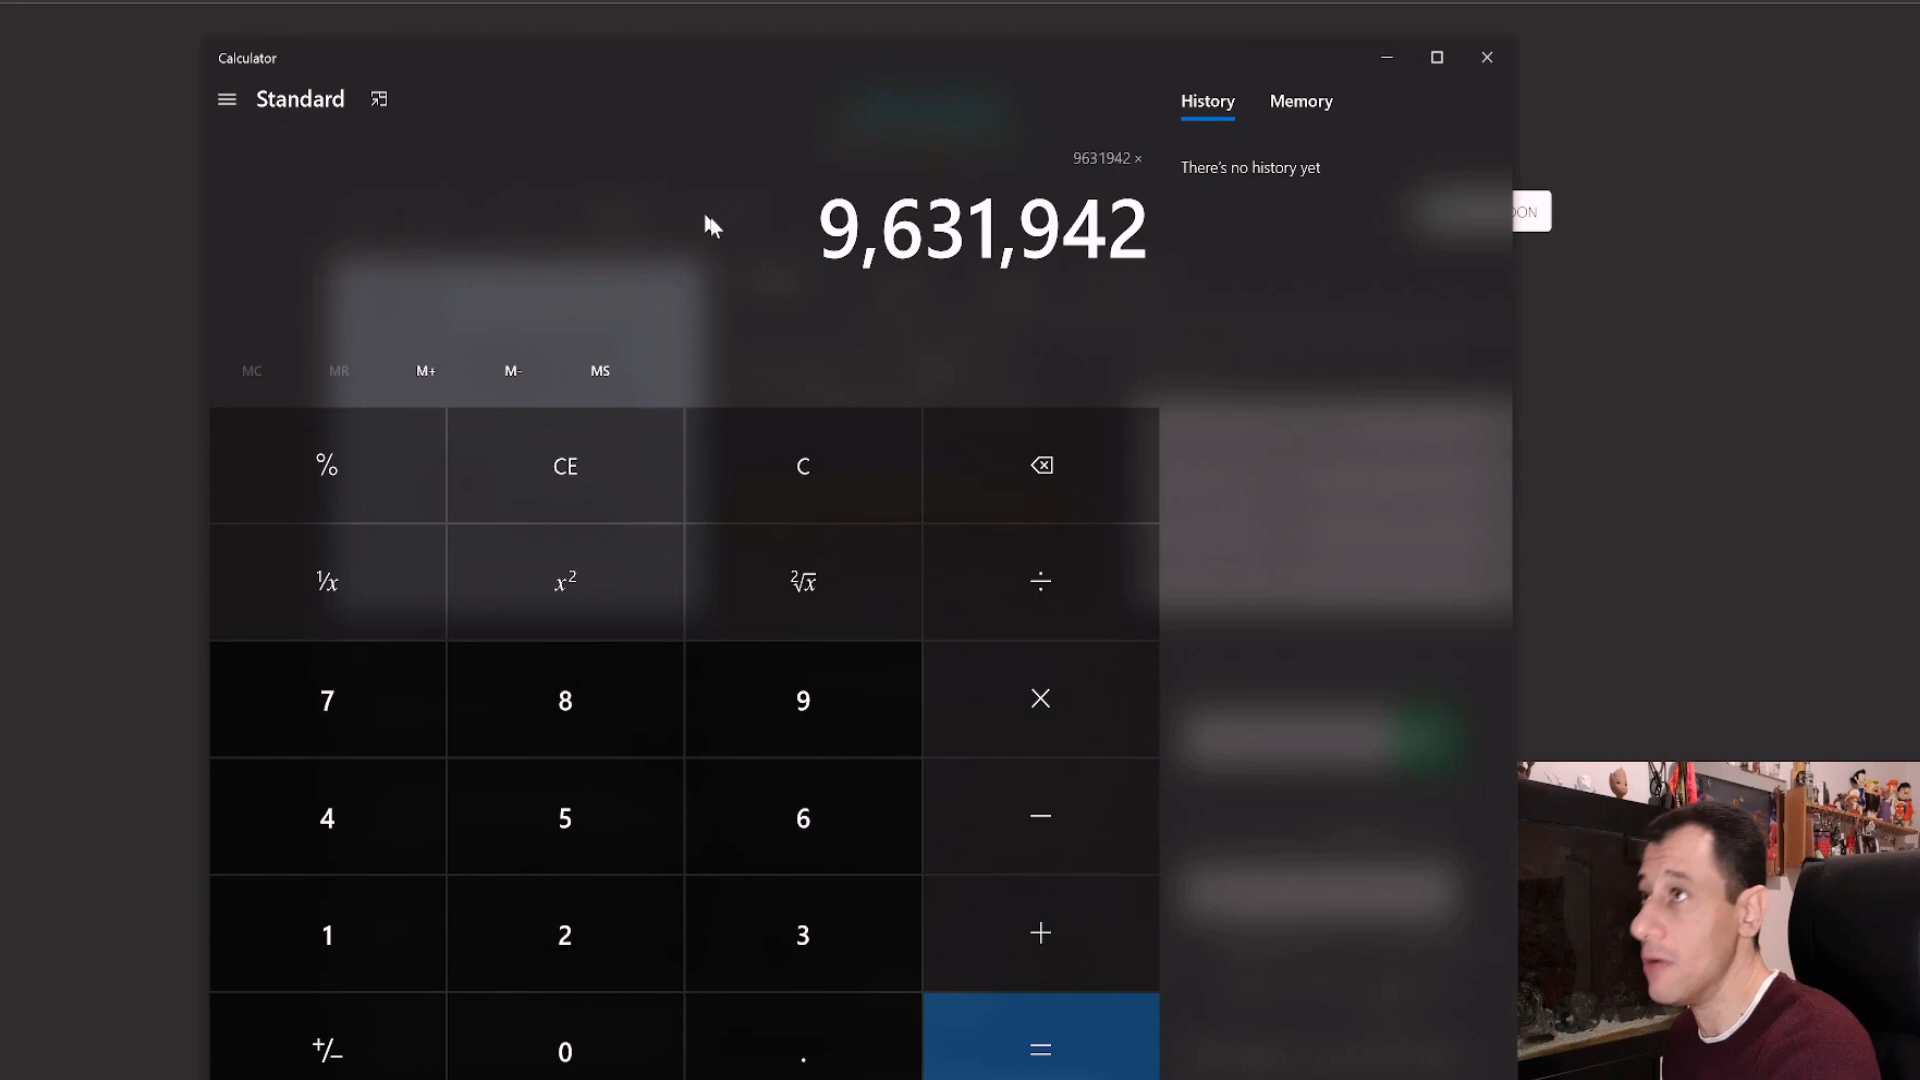 Calculator
Standard
History Memory
9631942 ×
There's no history yet
9,631,942
MC MR M+ M- MS
% CE C
¹/x x² ²√x ÷
7 8 9 ×
4 5 6 −
1 2 3 +
+/− 0 . =